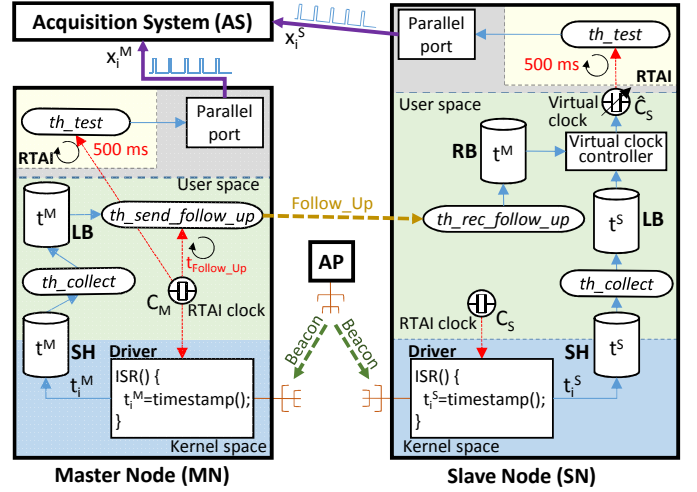 Acquisition System (AS)
x_i^M
x_i^S
Parallel
port
th_test
500 ms
RTAI
User space
Virtual
clock
Ĉ_S
th_test
Parallel
port
500 ms
RTAI
User space
RB
t^M
Virtual clock
controller
t^M
LB
th_send_follow_up
Follow_Up
th_rec_follow_up
t^S
LB
t_Follow_Up
th_collect
C_M
RTAI clock
AP
th_collect
RTAI clock
C_S
Beacon
Beacon
t^M
SH
Driver
ISR() {
t_i^M=timestamp();
}
t_i^M
Kernel space
Driver
ISR() {
t_i^S=timestamp();
}
t_i^S
SH
t^S
Kernel space
Master Node (MN)
Slave Node (SN)